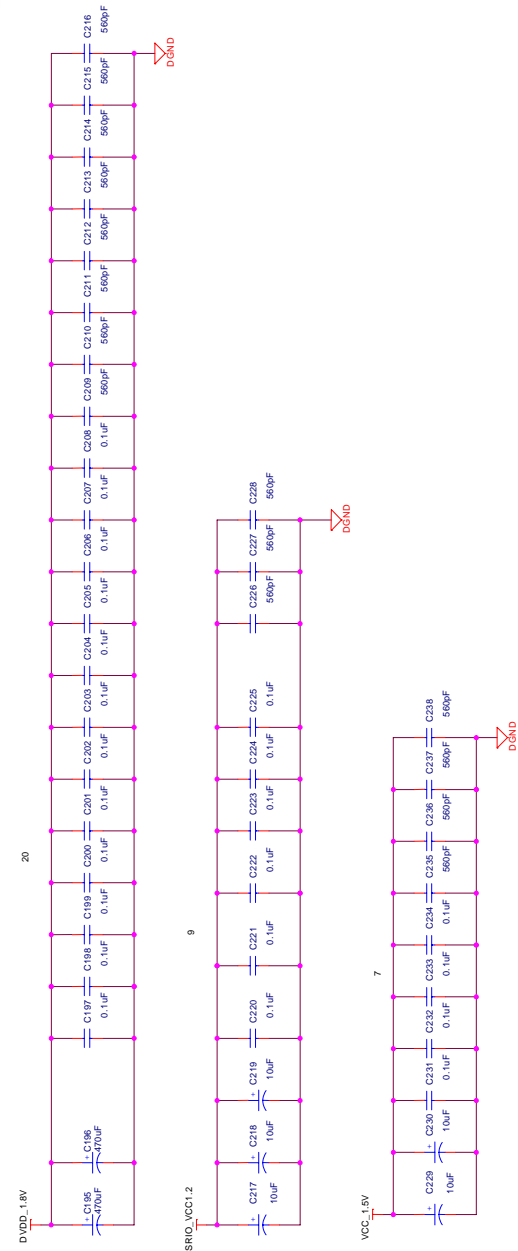 DVDD_1.8V
20
C195
470uF
C196
470uF
C197
0.1uF
C198
0.1uF
C199
0.1uF
C200
0.1uF
C201
0.1uF
C202
0.1uF
C203
0.1uF
C204
0.1uF
C205
0.1uF
C206
0.1uF
C207
0.1uF
C208
0.1uF
C209
560pF
C210
560pF
C211
560pF
C212
560pF
C213
560pF
C214
560pF
C215
560pF
C216
560pF
DGND
SRIO_VCC1.2
9
C217
10uF
C218
10uF
C219
10uF
C220
0.1uF
C221
0.1uF
C222
0.1uF
C223
0.1uF
C224
0.1uF
C225
0.1uF
C226
560pF
C227
560pF
C228
560pF
DGND
VCC_1.5V
7
C229
10uF
C230
10uF
C231
0.1uF
C232
0.1uF
C233
0.1uF
C234
0.1uF
C235
560pF
C236
560pF
C237
560pF
C238
560pF
DGND